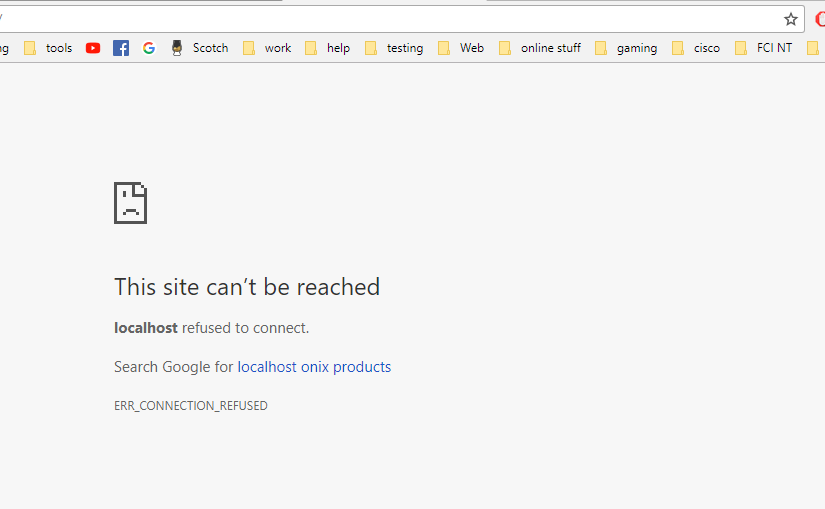 /
ng tools Scotch work help testing Web online stuff gaming cisco FCI NT
This site can’t be reached
localhost refused to connect.
Search Google for localhost onix products
ERR_CONNECTION_REFUSED